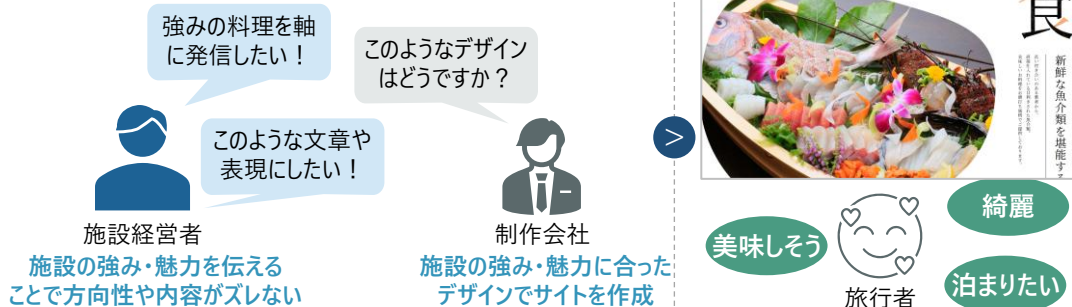 強みの料理を軸
に発信したい！
このようなデザイン
はどうですか？
このような文章や
表現にしたい！
施設経営者
施設の強み・魅力を伝える
ことで方向性や内容がズレない
制作会社
施設の強み・魅力に合った
デザインでサイトを作成
>
食
新鮮な魚介類を堪能する
美味しそう
綺麗
泊まりたい
旅行者